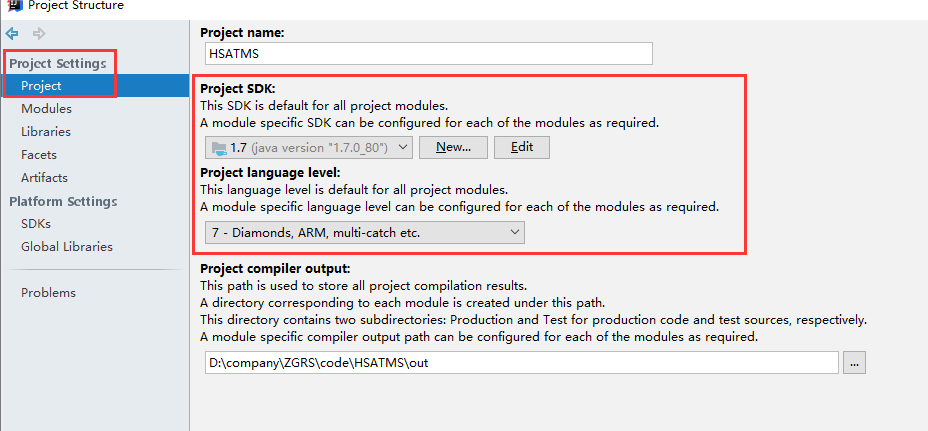 Project Structure
Project Settings
Project
Modules
Libraries
Facets
Artifacts
Platform Settings
SDKs
Global Libraries
Problems
Project name:
HSATMS
Project SDK:
This SDK is default for all project modules.
A module specific SDK can be configured for each of the modules as required.
1.7 (java version "1.7.0_80")
New...
Edit
Project language level:
This language level is default for all project modules.
A module specific language level can be configured for each of the modules as required.
7 - Diamonds, ARM, multi-catch etc.
Project compiler output:
This path is used to store all project compilation results.
A directory corresponding to each module is created under this path.
This directory contains two subdirectories: Production and Test for production code and test sources, respectively.
A module specific compiler output path can be configured for each of the modules as required.
D:\company\ZGRS\code\HSATMS\out
...